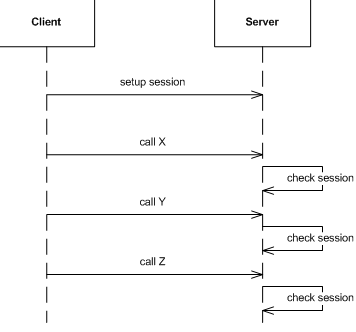 Client
Server
setup session
call X
check session
call Y
check session
call Z
check session